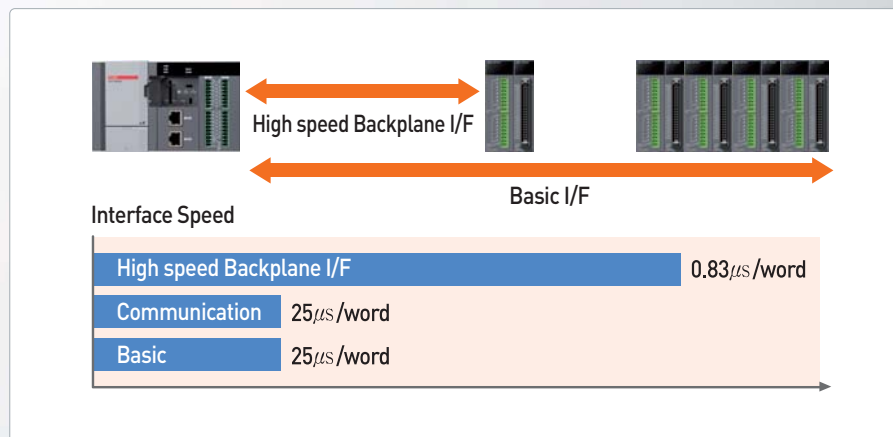 High speed Backplane I/F
Basic I/F
Interface Speed
High speed Backplane I/F 0.83μs/word
Communication 25μs/word
Basic 25μs/word